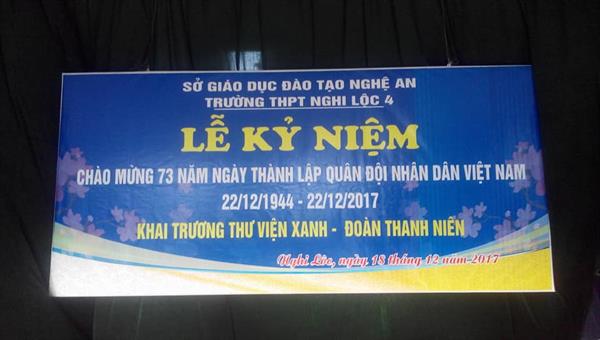 SỞ GIÁO DỤC ĐÀO TẠO NGHỆ AN
TRƯỜNG THPT NGHI LỘC 4
LỄ KỶ NIỆM
CHÀO MỪNG 73 NĂM NGÀY THÀNH LẬP QUÂN ĐỘI NHÂN DÂN VIỆT NAM
22/12/1944 - 22/12/2017
KHAI TRƯƠNG THƯ VIỆN XANH - ĐOÀN THANH NIÊN
Nghi Lộc, ngày 18 tháng 12 năm 2017